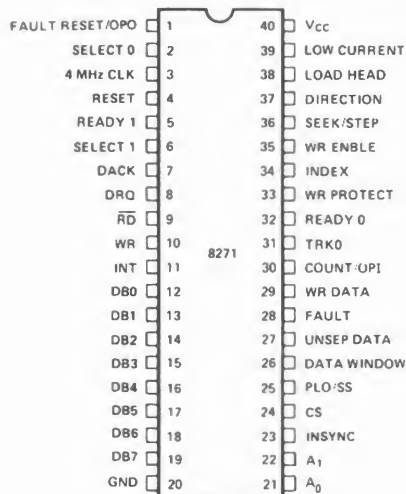 FAULT RESET/OPO 1 40 Vcc
SELECT 0 2 39 LOW CURRENT
4 MHz CLK 3 38 LOAD HEAD
RESET 4 37 DIRECTION
READY 1 5 36 SEEK/STEP
SELECT 1 6 35 WR ENBLE
DACK 7 34 INDEX
DRQ 8 33 WR PROTECT
RD 9 32 READY 0
WR 10 31 TRK0
8271
INT 11 30 COUNT/OPI
DB0 12 29 WR DATA
DB1 13 28 FAULT
DB2 14 27 UNSEP DATA
DB3 15 26 DATA WINDOW
DB4 16 25 PLO/SS
DB5 17 24 CS
DB6 18 23 INSYNC
DB7 19 22 A1
GND 20 21 A0